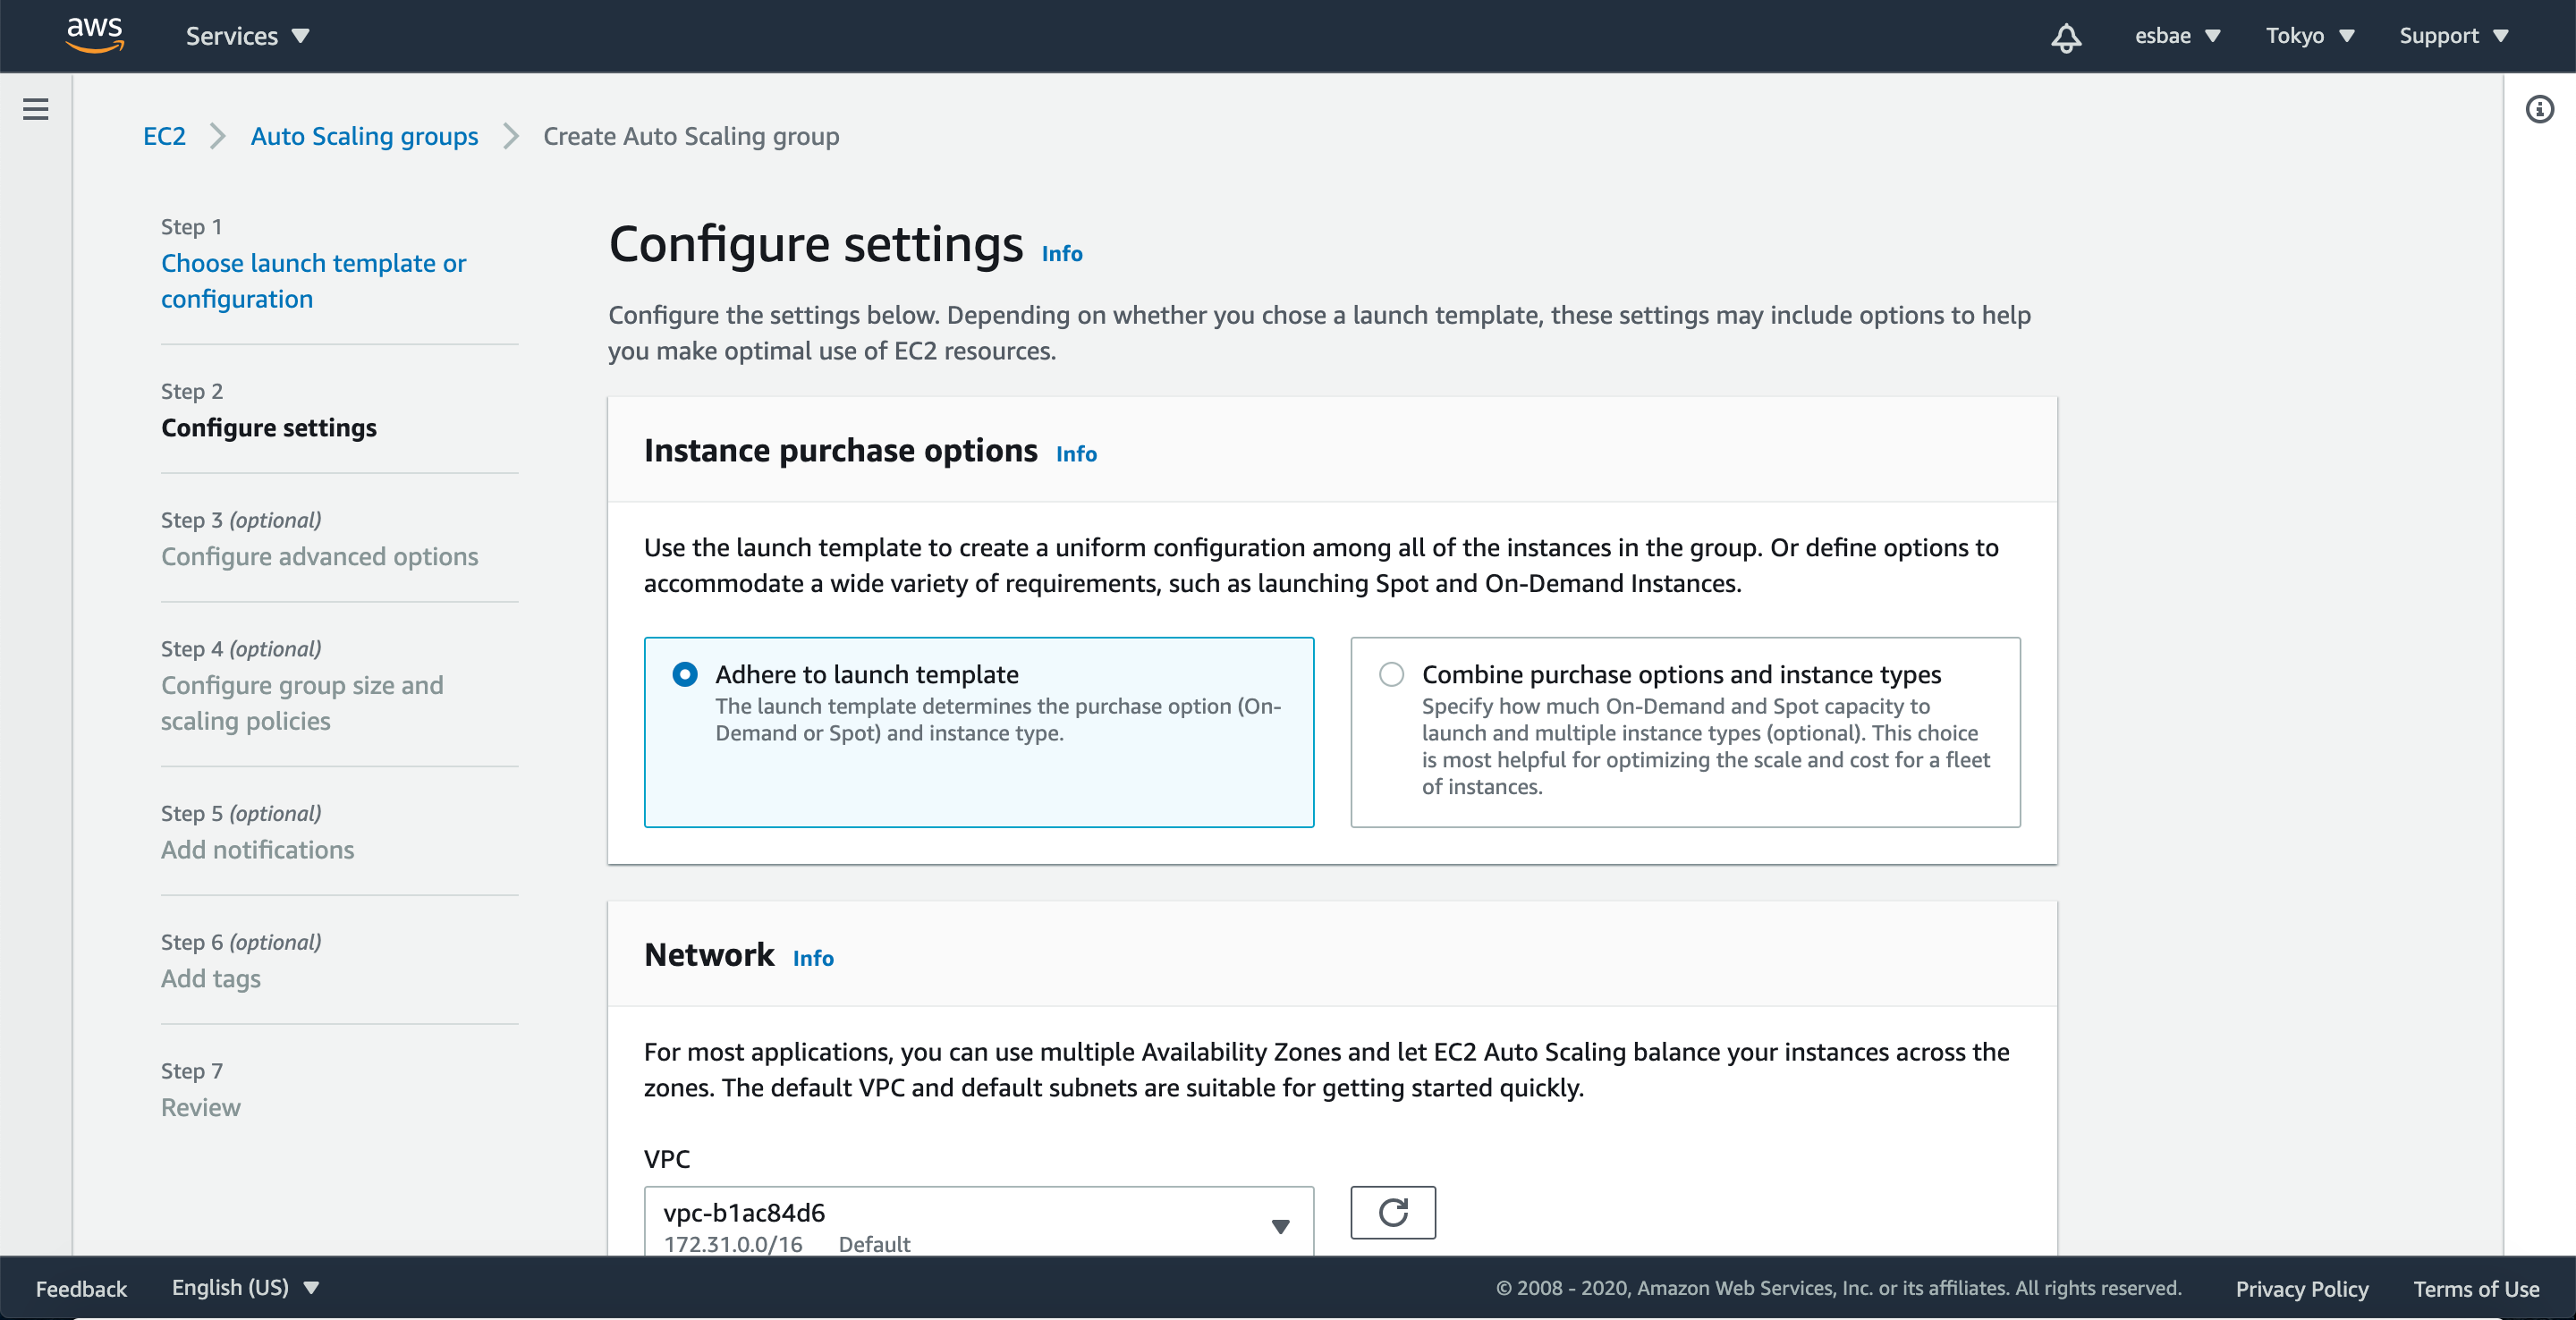 aws
Services
esbae
Tokyo
Support
EC2
Auto Scaling groups
Create Auto Scaling group
Step 1
Choose launch template or
configuration
Step 2
Configure settings
Step 3 (optional)
Configure advanced options
Step 4 (optional)
Configure group size and
scaling policies
Step 5 (optional)
Add notifications
Step 6 (optional)
Add tags
Step 7
Review
Configure settings Info
Configure the settings below. Depending on whether you chose a launch template, these settings may include options to help
you make optimal use of EC2 resources.
Instance purchase options Info
Use the launch template to create a uniform configuration among all of the instances in the group. Or define options to
accommodate a wide variety of requirements, such as launching Spot and On-Demand Instances.
Adhere to launch template
The launch template determines the purchase option (On-
Demand or Spot) and instance type.
Combine purchase options and instance types
Specify how much On-Demand and Spot capacity to
launch and multiple instance types (optional). This choice
is most helpful for optimizing the scale and cost for a fleet
of instances.
Network Info
For most applications, you can use multiple Availability Zones and let EC2 Auto Scaling balance your instances across the
zones. The default VPC and default subnets are suitable for getting started quickly.
VPC
vpc-b1ac84d6
172.31.0.0/16 Default
Feedback
English (US)
© 2008 - 2020, Amazon Web Services, Inc. or its affiliates. All rights reserved.
Privacy Policy
Terms of Use